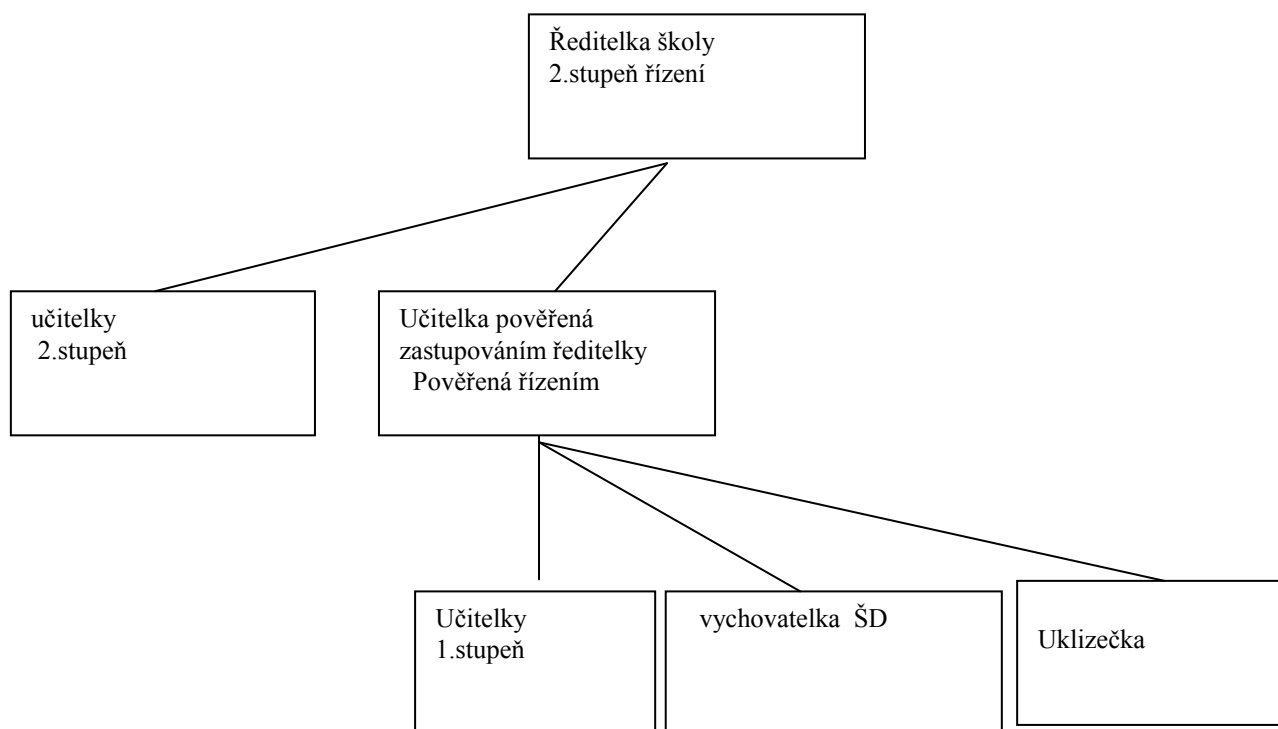 Ředitelka školy
2.stupeň řízení
učitelky
2.stupeň
Učitelka pověřená
zastupováním ředitelky
Pověřená řízením
Učitelky
1.stupeň
vychovatelka ŠD
Uklizečka